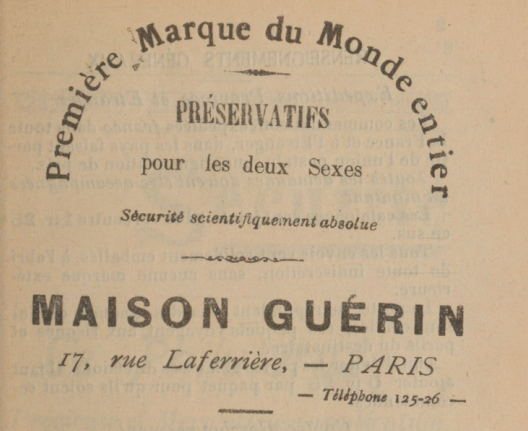 Première Marque du Monde entier
PRÉSERVATIFS
pour les deux Sexes
Sécurité scientifiquement absolue
MAISON GUÉRIN
17, rue Laferrière, — PARIS
— Téléphone 125-26 —